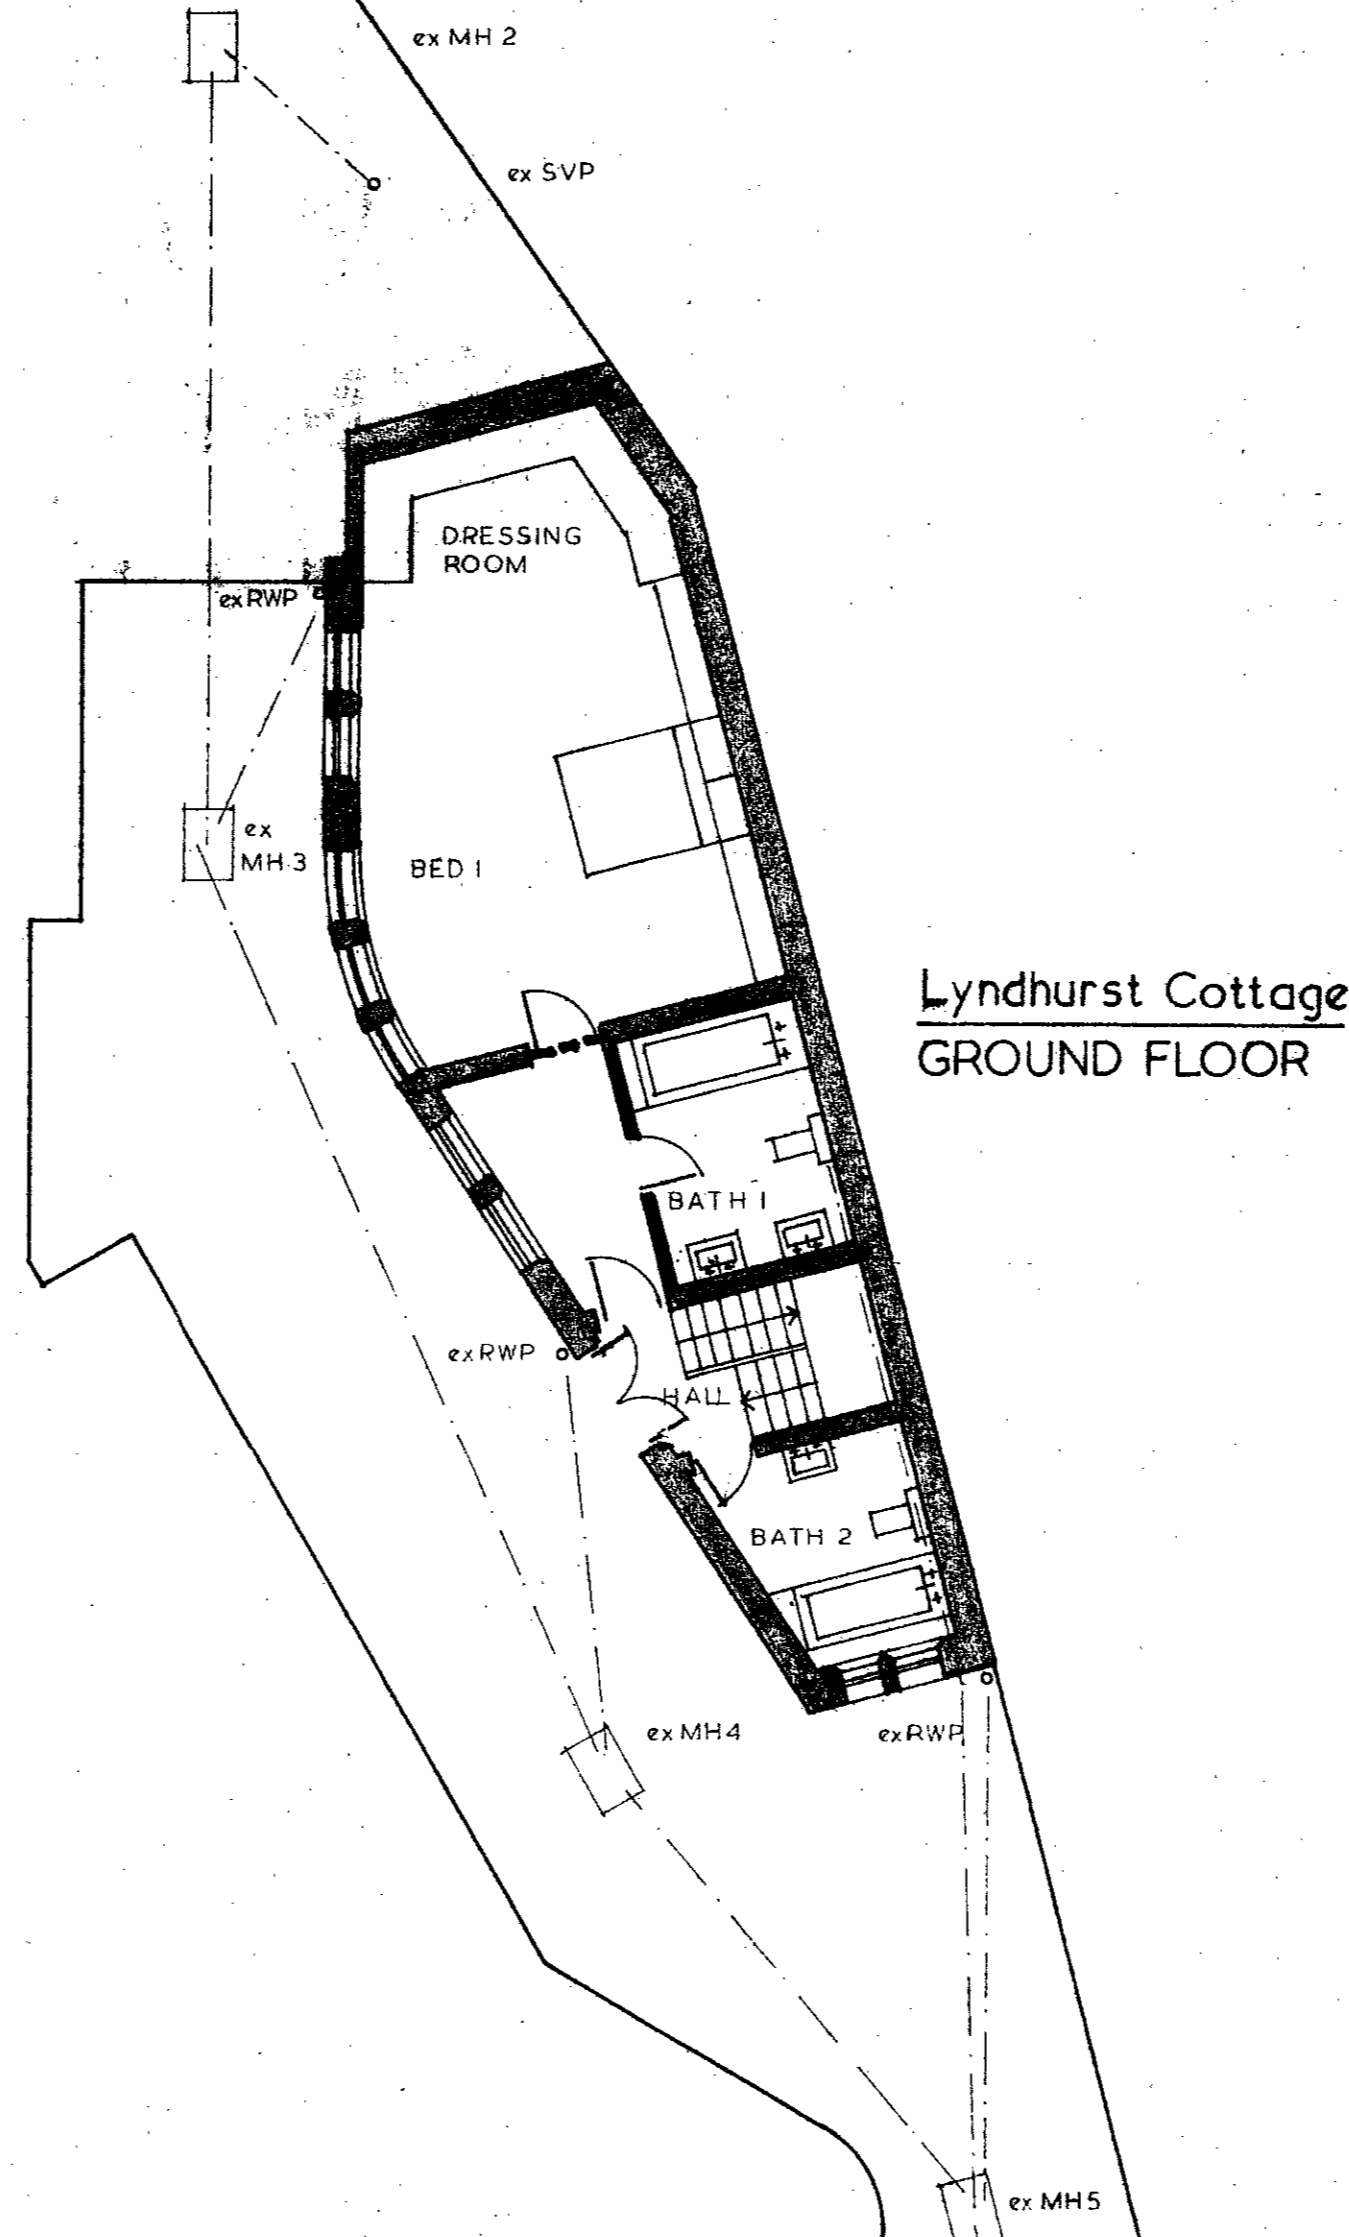 ex MH 2
ex SVP
DRESSING
ROOM
ex RWP
ex
MH 3
BED 1
Lyndhurst Cottage
GROUND FLOOR
BATH 1
ex RWP
HALL
BATH 2
ex MH4
ex RWP
ex MH5